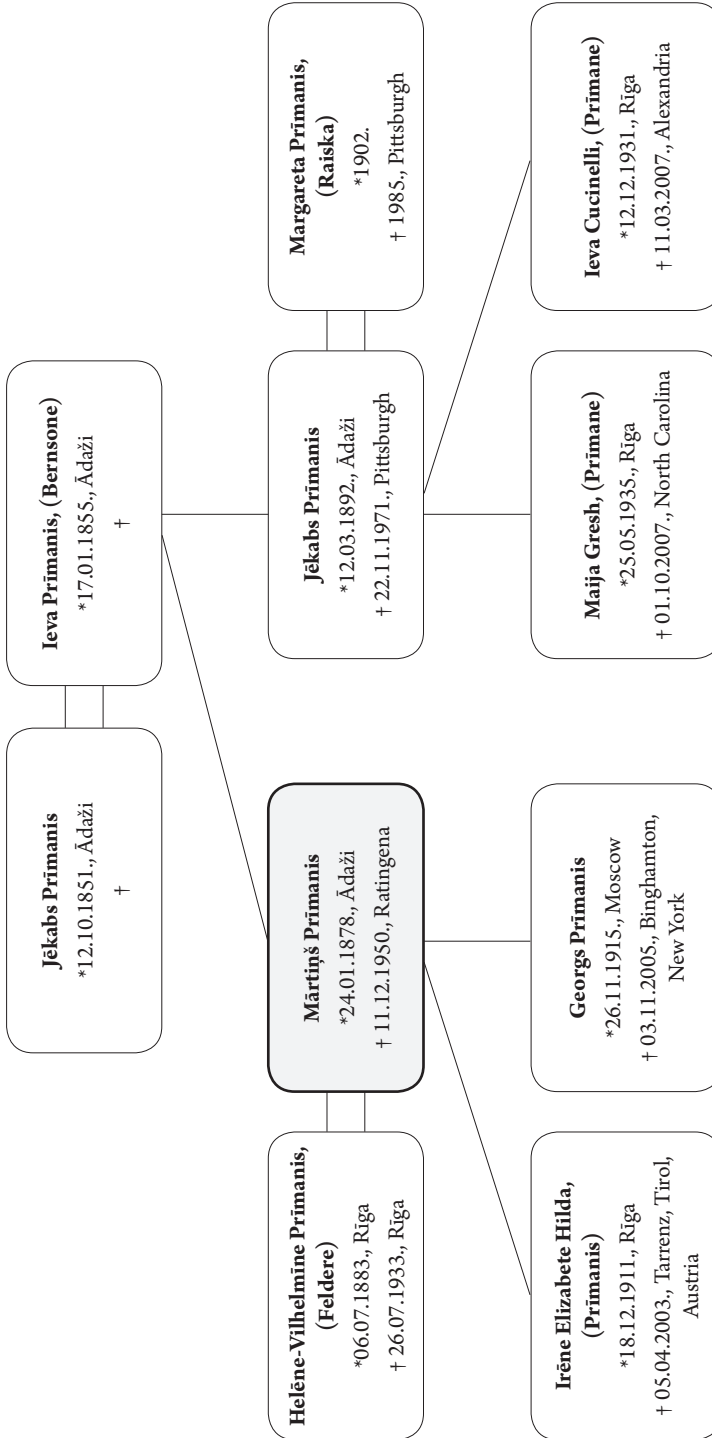 Jēkabs Prīmanis
*12.10.1851., Ādaži
†
Ieva Prīmanis, (Bernsone)
*17.01.1855., Ādaži
†
Helēne-Vilhelmīne Prīmanis,
(Feldere)
*06.07.1883., Rīga
† 26.07.1933., Rīga
Mārtiņš Prīmanis
*24.01.1878., Ādaži
† 11.12.1950., Ratingena
Jēkabs Prīmanis
*12.03.1892., Ādaži
† 22.11.1971., Pittsburgh
Margareta Prīmanis,
(Raiska)
*1902.
† 1985., Pittsburgh
Irēne Elizabete Hilda,
(Prīmanis)
*18.12.1911., Rīga
† 05.04.2003., Tarrenz, Tirol,
Austria
Georgs Prīmanis
*26.11.1915., Moscow
† 03.11.2005., Binghamton,
New York
Maija Gresh, (Prīmane)
*25.05.1935., Rīga
† 01.10.2007., North Carolina
Ieva Cucinelli, (Prīmane)
*12.12.1931., Rīga
† 11.03.2007., Alexandria